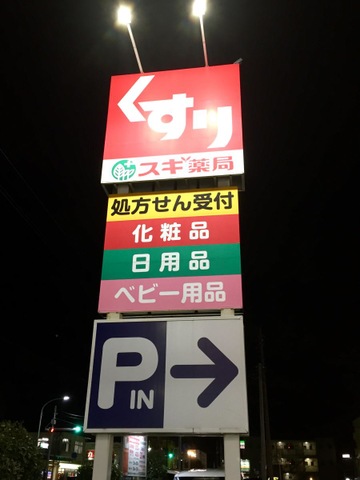 くすり
スギ薬局
処方せん受付
化粧品
日用品
ベビー用品
P IN